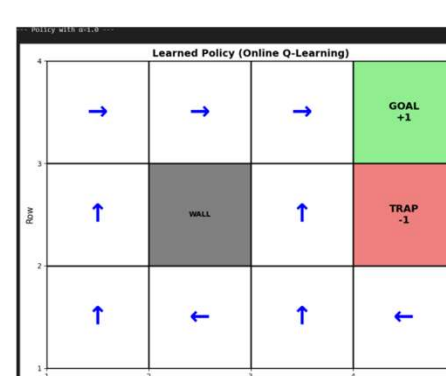 --- Policy with α=1.0 ---
Learned Policy (Online Q-Learning)
4
GOAL
+1
3
Row
WALL
TRAP
-1
2
1